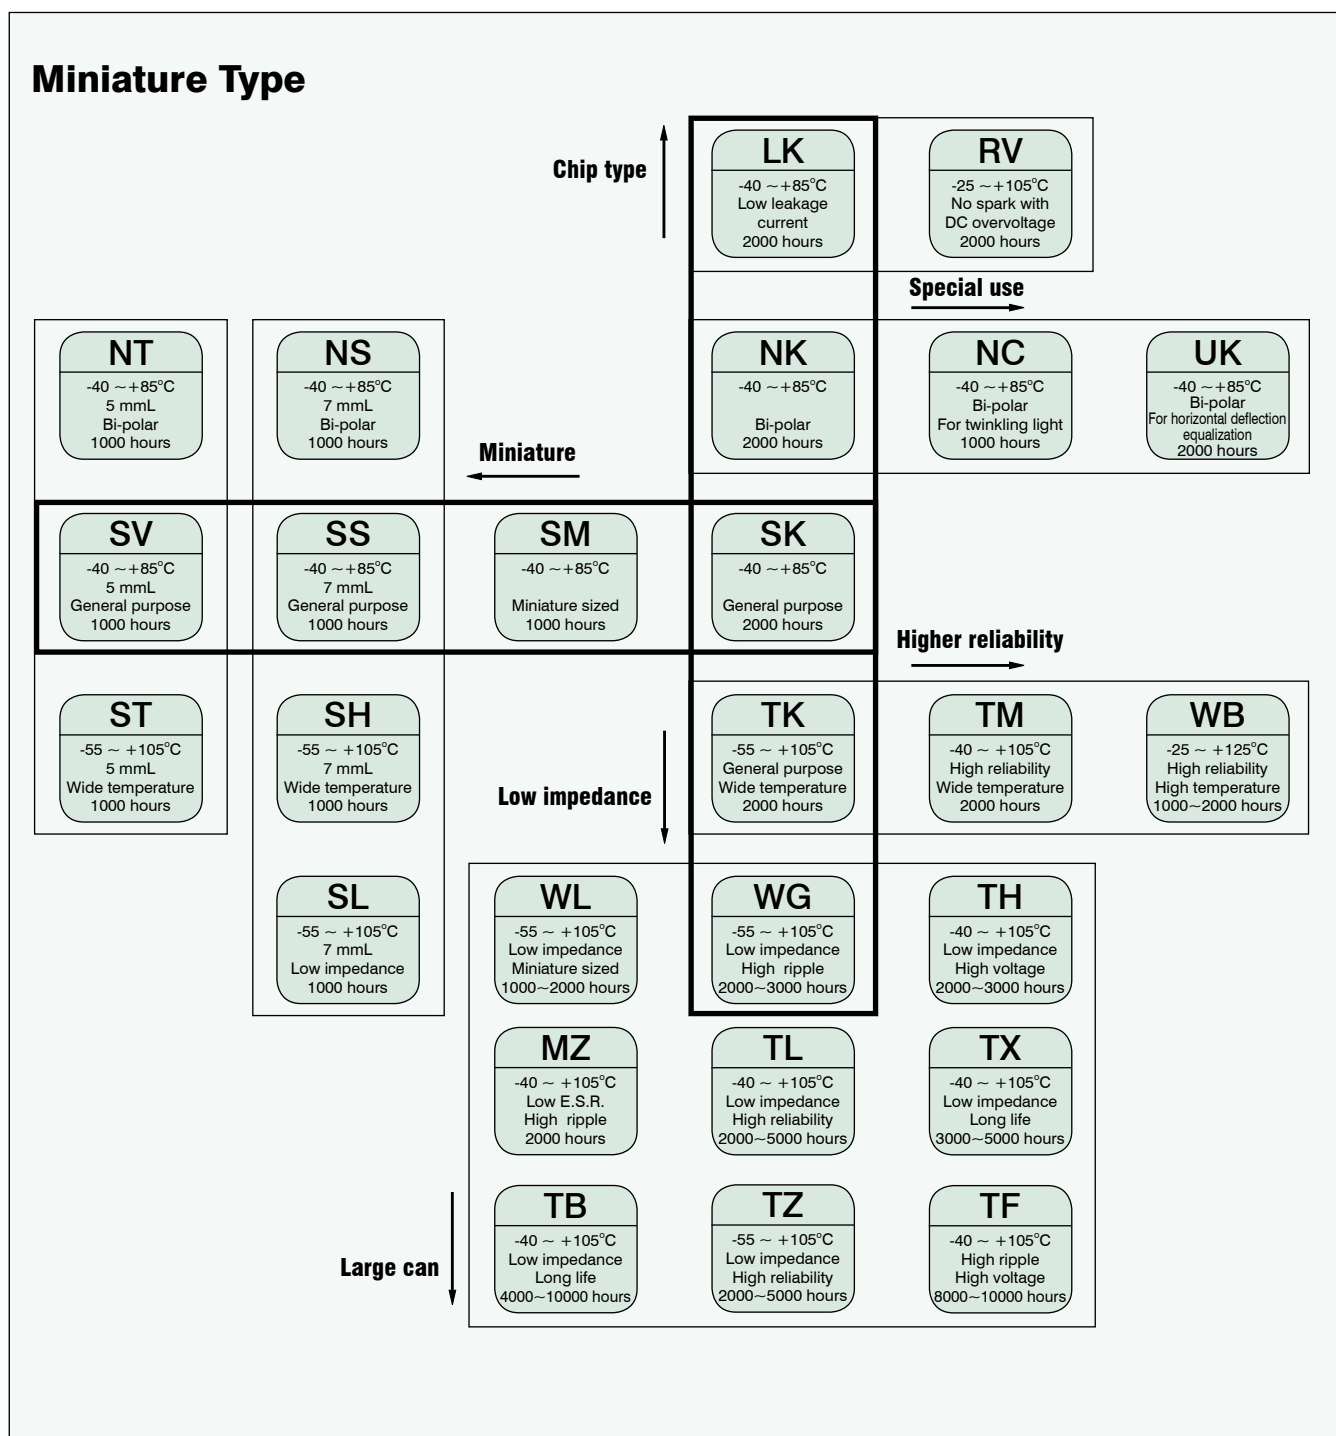 Miniature Type
Chip type
LK
-40 ~+85°C
Low leakage
current
2000 hours
RV
-25 ~+105°C
No spark with
DC overvoltage
2000 hours
Special use
NT
-40 ~+85°C
5 mmL
Bi-polar
1000 hours
NS
-40 ~+85°C
7 mmL
Bi-polar
1000 hours
NK
-40 ~+85°C
Bi-polar
2000 hours
NC
-40 ~+85°C
Bi-polar
For twinkling light
1000 hours
UK
-40 ~+85°C
Bi-polar
For horizontal deflection
equalization
2000 hours
Miniature
SV
-40 ~+85°C
5 mmL
General purpose
1000 hours
SS
-40 ~+85°C
7 mmL
General purpose
1000 hours
SM
-40 ~+85°C
Miniature sized
1000 hours
SK
-40 ~+85°C
General purpose
2000 hours
Higher reliability
ST
-55 ~ +105°C
5 mmL
Wide temperature
1000 hours
SH
-55 ~ +105°C
7 mmL
Wide temperature
1000 hours
Low impedance
TK
-55 ~ +105°C
General purpose
Wide temperature
2000 hours
TM
-40 ~ +105°C
High reliability
Wide temperature
2000 hours
WB
-25 ~ +125°C
High reliability
High temperature
1000~2000 hours
SL
-55 ~ +105°C
7 mmL
Low impedance
1000 hours
WL
-55 ~ +105°C
Low impedance
Miniature sized
1000~2000 hours
WG
-55 ~ +105°C
Low impedance
High ripple
2000~3000 hours
TH
-40 ~ +105°C
Low impedance
High voltage
2000~3000 hours
MZ
-40 ~ +105°C
Low E.S.R.
High ripple
2000 hours
TL
-40 ~ +105°C
Low impedance
High reliability
2000~5000 hours
TX
-40 ~ +105°C
Low impedance
Long life
3000~5000 hours
Large can
TB
-40 ~ +105°C
Low impedance
Long life
4000~10000 hours
TZ
-55 ~ +105°C
Low impedance
High reliability
2000~5000 hours
TF
-40 ~ +105°C
High ripple
High voltage
8000~10000 hours